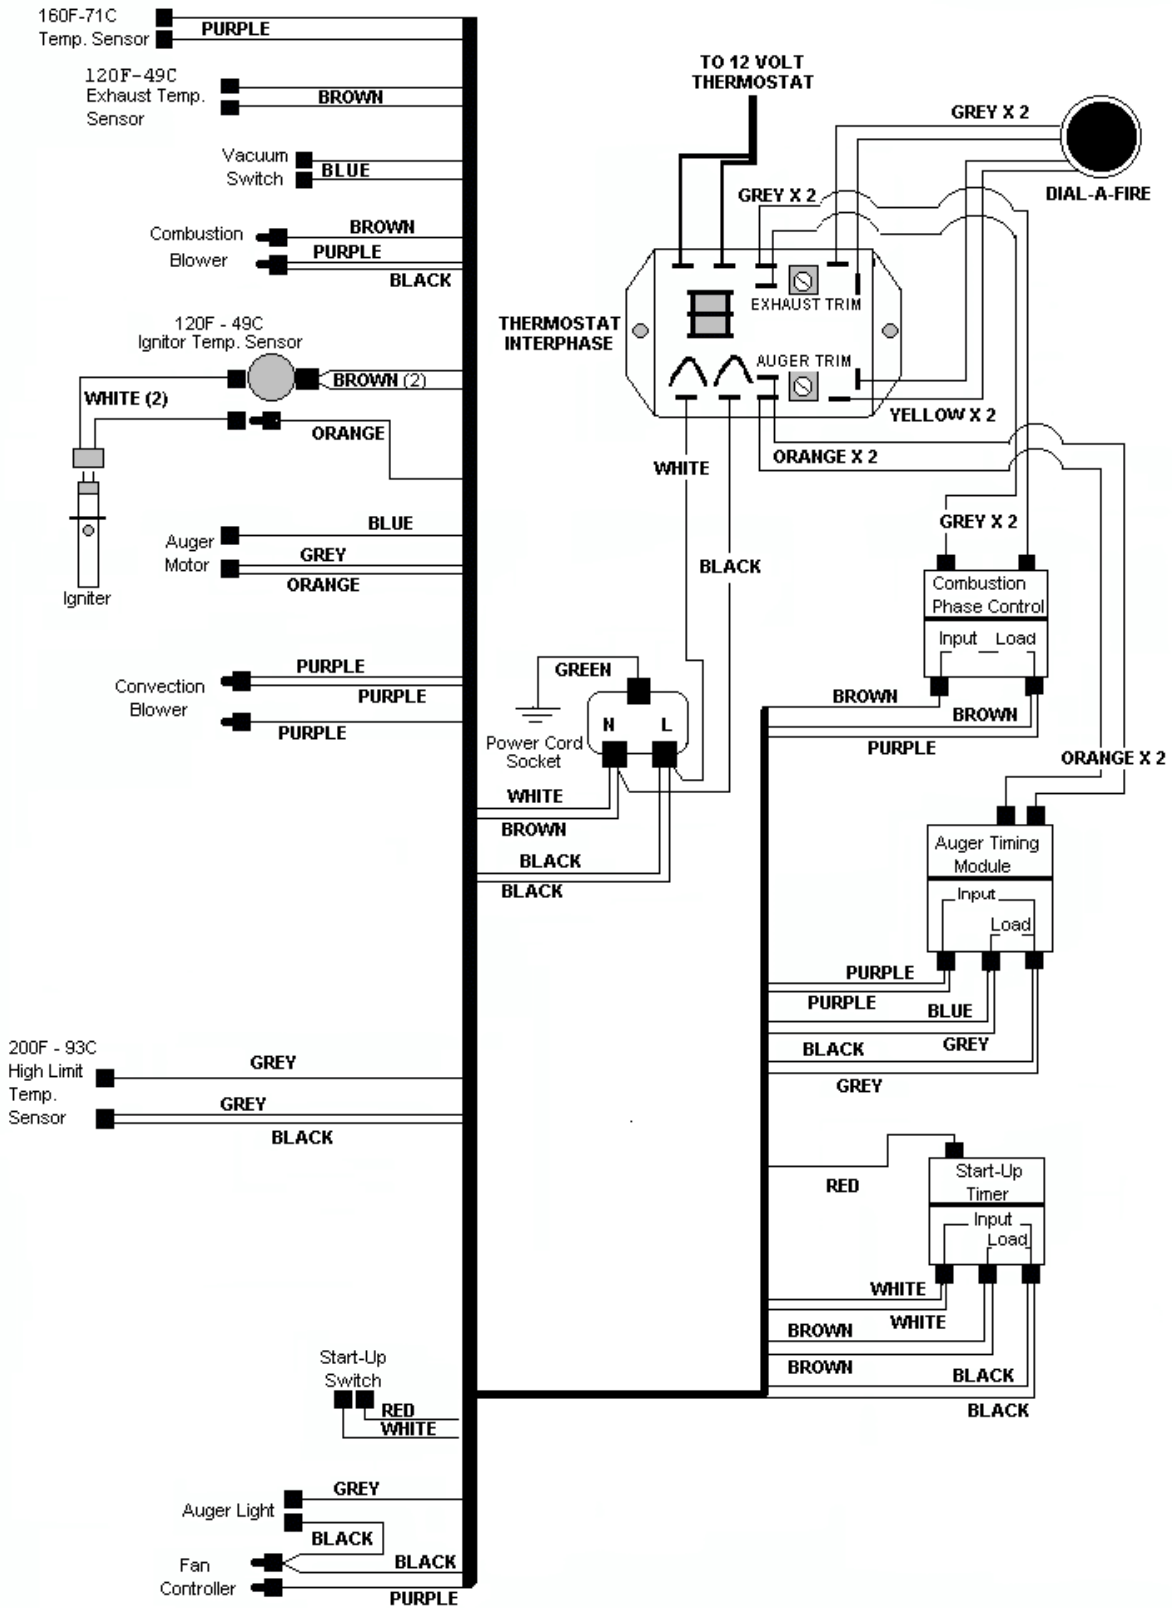 160F-71C
Temp. Sensor
PURPLE
120F-49C
Exhaust Temp.
Sensor
BROWN
Vacuum
Switch
BLUE
Combustion
Blower
BROWN
PURPLE
BLACK
120F - 49C
Ignitor Temp. Sensor
WHITE (2)
BROWN (2)
ORANGE
Igniter
Auger
Motor
BLUE
GREY
ORANGE
Convection
Blower
PURPLE
PURPLE
PURPLE
200F - 93C
High Limit
Temp.
Sensor
GREY
GREY
BLACK
Start-Up
Switch
RED
WHITE
Auger Light
GREY
BLACK
Fan
Controller
BLACK
PURPLE
TO 12 VOLT
THERMOSTAT
GREY X 2
DIAL-A-FIRE
GREY X 2
THERMOSTAT
INTERPHASE
EXHAUST TRIM
AUGER TRIM
YELLOW X 2
ORANGE X 2
WHITE
BLACK
GREEN
N
L
Power Cord
Socket
WHITE
BROWN
BLACK
BLACK
GREY X 2
Combustion
Phase Control
Input
Load
BROWN
BROWN
PURPLE
ORANGE X 2
Auger Timing
Module
Input
Load
PURPLE
PURPLE
BLUE
GREY
BLACK
GREY
RED
Start-Up
Timer
Input
Load
WHITE
WHITE
BROWN
BROWN
BLACK
BLACK